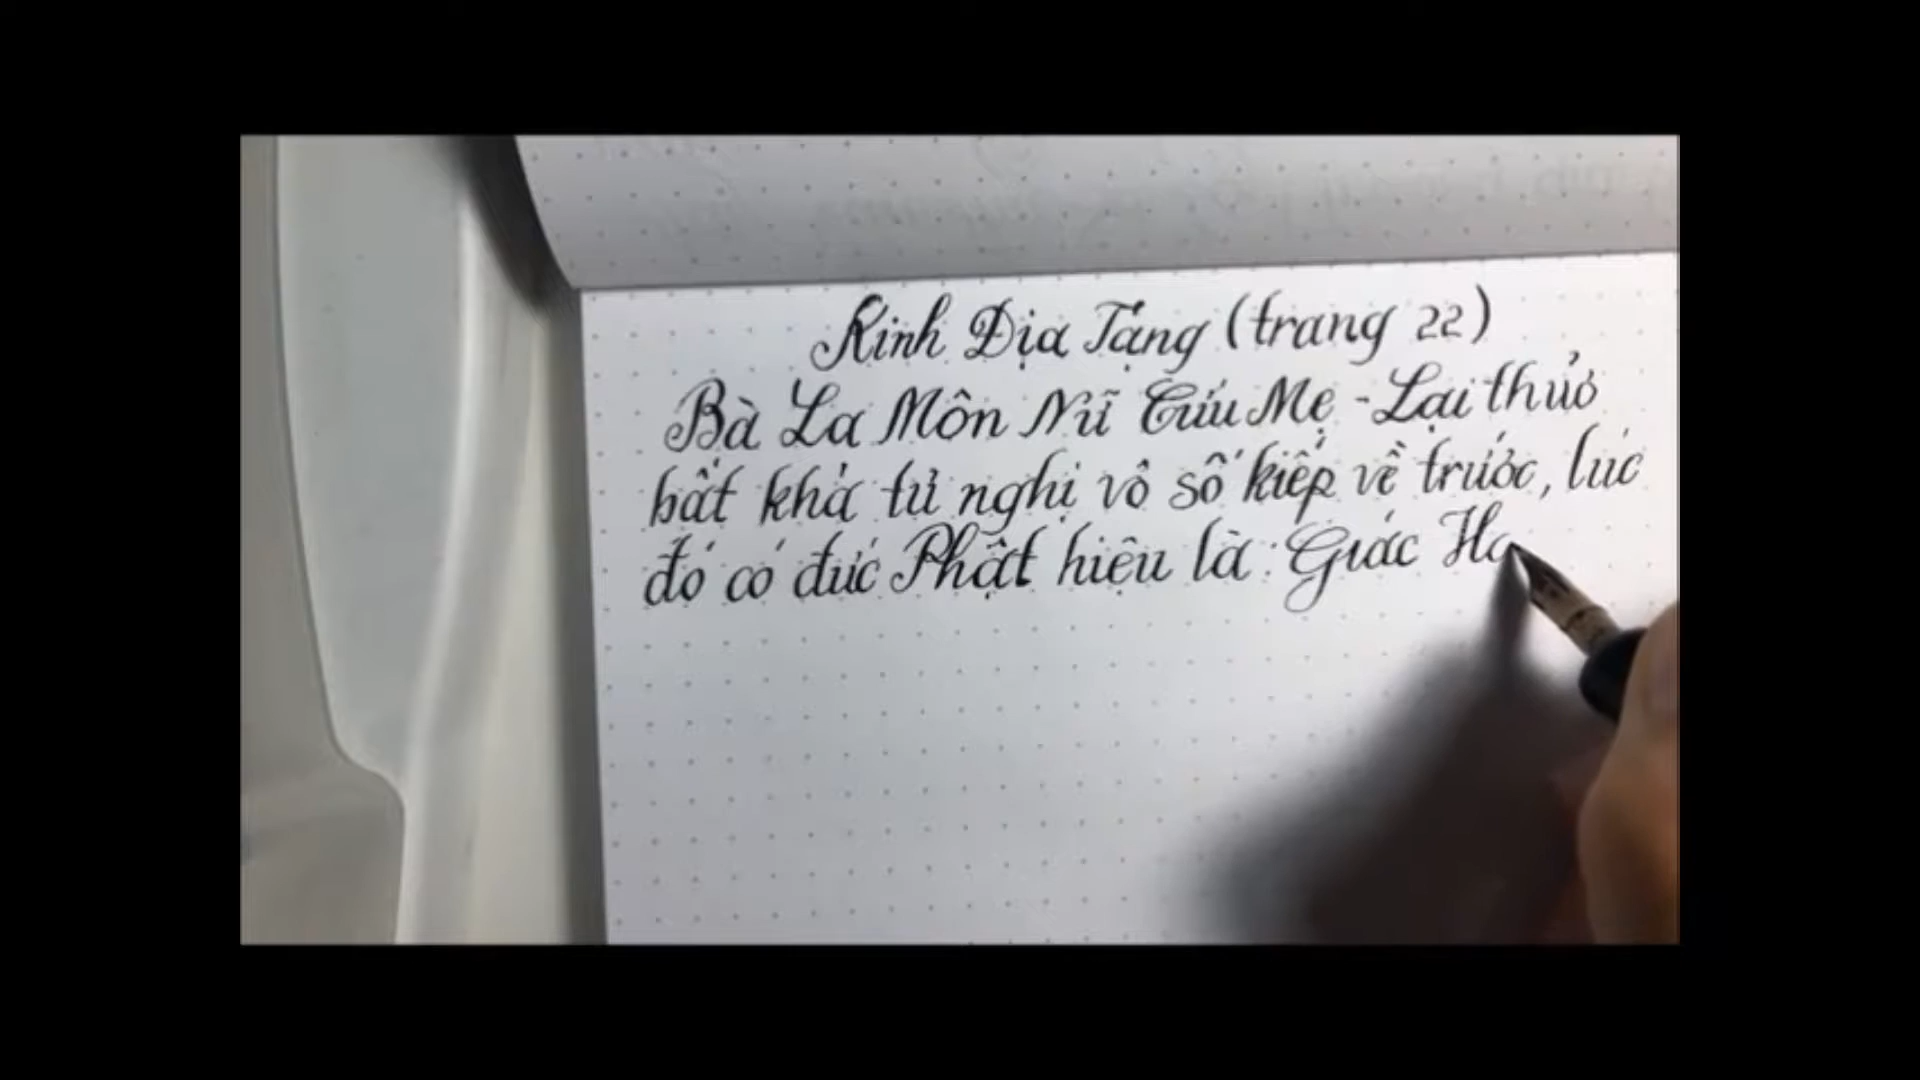 Kinh Địa Tạng (trang 22)
Bà La Môn Nữ Cứu Mẹ - Lại thuở
bất khả tư nghị vô số kiếp về trước, lúc
đó có đức Phật hiệu là: Giác Ho